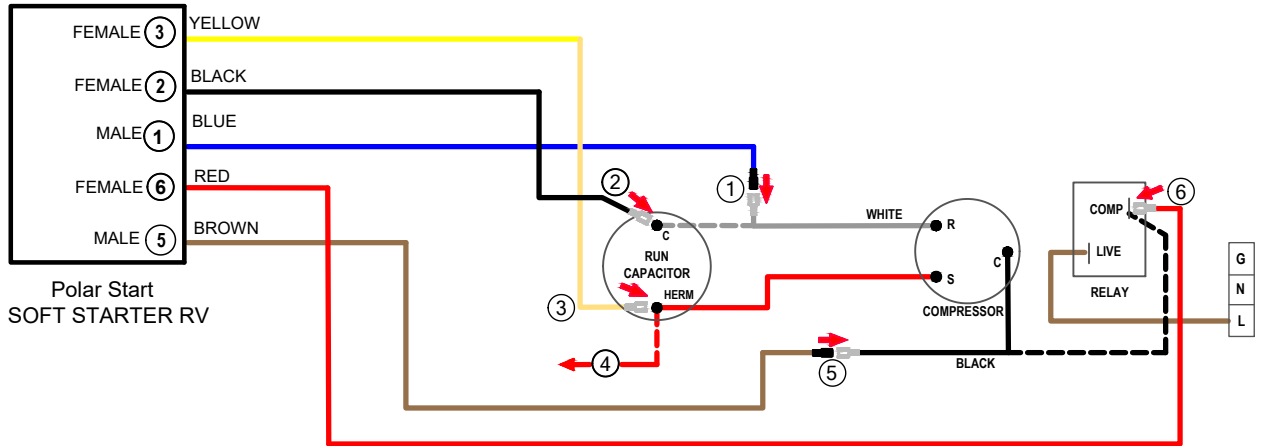 FEMALE 3 YELLOW
FEMALE 2 BLACK
MALE 1 BLUE
FEMALE 6 RED
MALE 5 BROWN
Polar Start
SOFT STARTER RV
2
1
3
4
5
6
C
RUN
CAPACITOR
HERM
WHITE
R
S
C
COMPRESSOR
BLACK
COMP
LIVE
RELAY
G
N
L